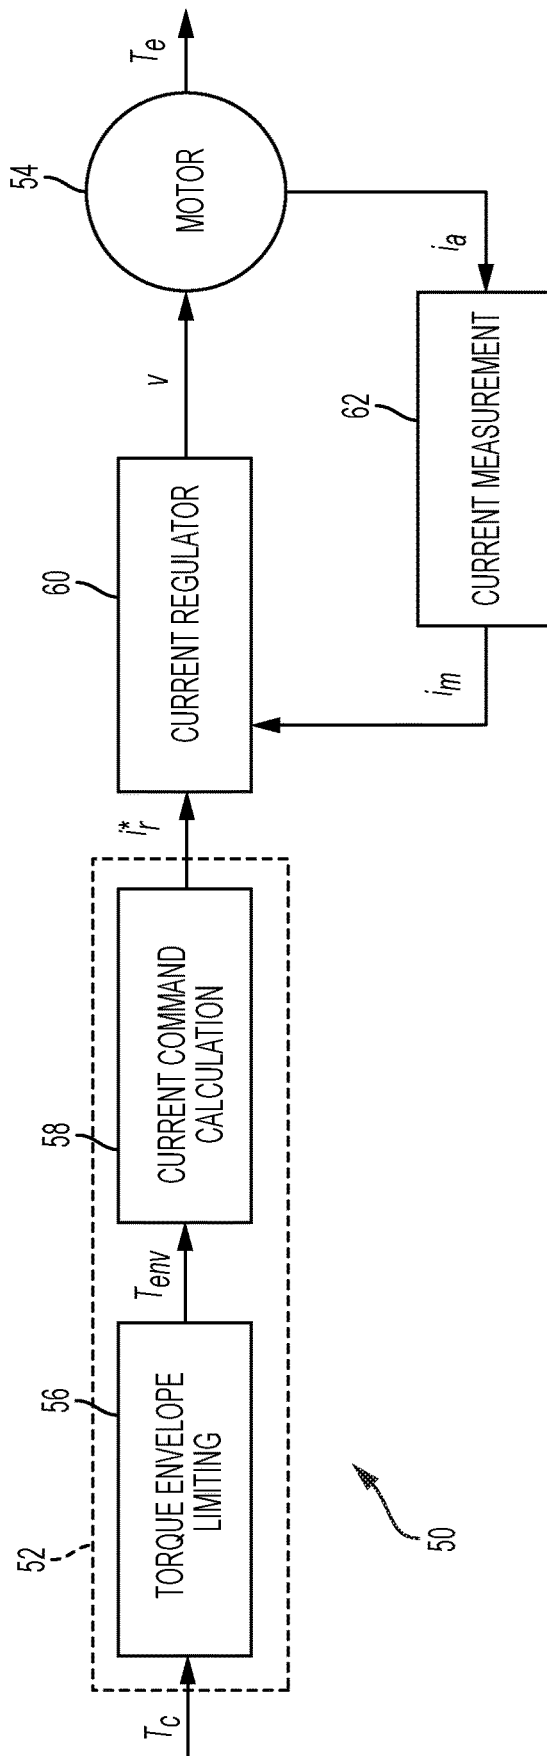 52
56
58
60
54
T_c
TORQUE ENVELOPE
LIMITING
T_env
CURRENT COMMAND
CALCULATION
i*_r
CURRENT REGULATOR
v
MOTOR
T_e
50
i_m
62
CURRENT MEASUREMENT
i_a